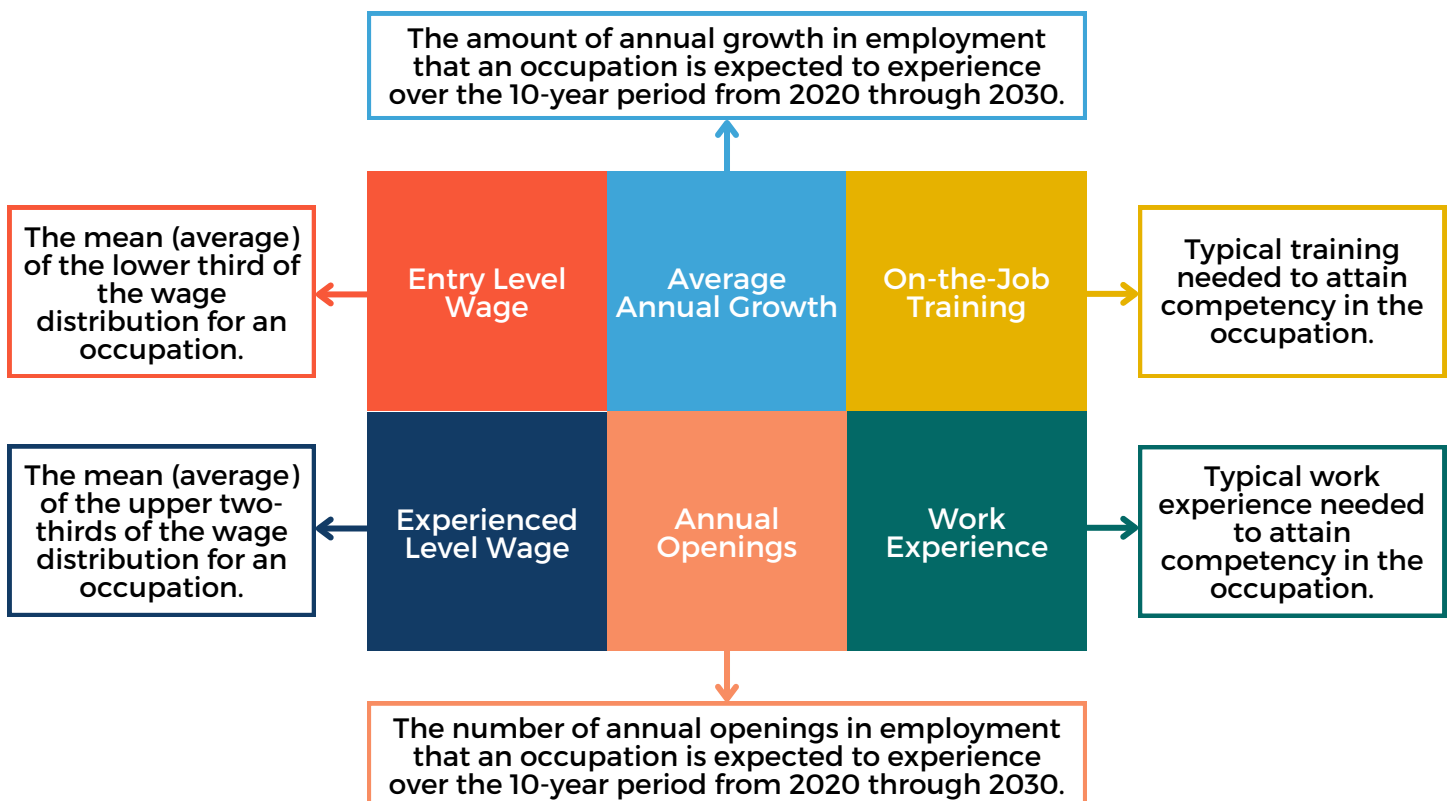 The amount of annual growth in employment
that an occupation is expected to experience
over the 10-year period from 2020 through 2030.
The mean (average)
of the lower third of
the wage
distribution for an
occupation.
Entry Level
Wage
Average
Annual Growth
On-the-Job
Training
Typical training
needed to attain
competency in the
occupation.
The mean (average)
of the upper two-
thirds of the wage
distribution for an
occupation.
Experienced
Level Wage
Annual
Openings
Work
Experience
Typical work
experience needed
to attain
competency in the
occupation.
The number of annual openings in employment
that an occupation is expected to experience
over the 10-year period from 2020 through 2030.